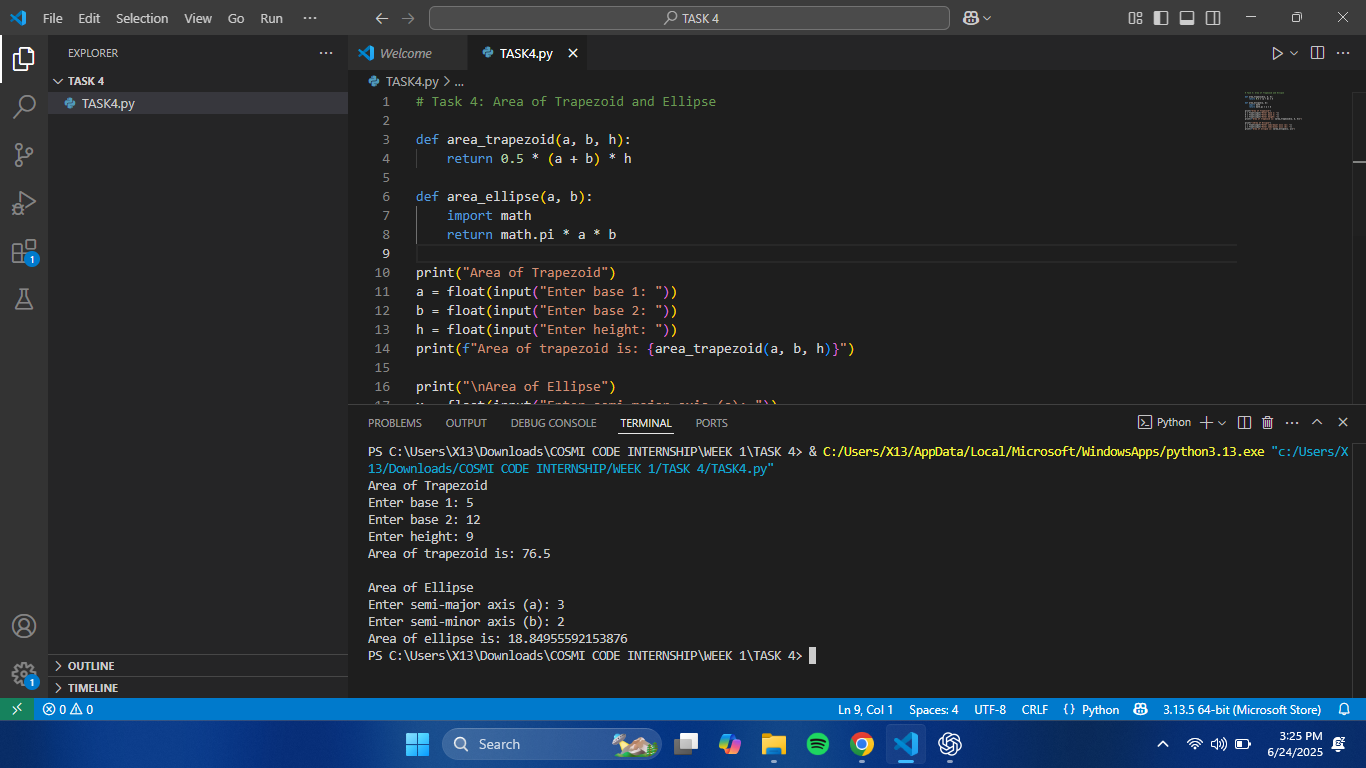 File Edit Selection View Go Run ··· TASK 4
EXPLORER ···
TASK 4
TASK4.py
Welcome TASK4.py
TASK4.py > ...
1 # Task 4: Area of Trapezoid and Ellipse
2
3 def area_trapezoid(a, b, h):
4     return 0.5 * (a + b) * h
5
6 def area_ellipse(a, b):
7     import math
8     return math.pi * a * b
9
10 print("Area of Trapezoid")
11 a = float(input("Enter base 1: "))
12 b = float(input("Enter base 2: "))
13 h = float(input("Enter height: "))
14 print(f"Area of trapezoid is: {area_trapezoid(a, b, h)}")
15
16 print("\nArea of Ellipse")
PROBLEMS OUTPUT DEBUG CONSOLE TERMINAL PORTS Python
PS C:\Users\X13\Downloads\COSMI CODE INTERNSHIP\WEEK 1\TASK 4> & C:/Users/X13/AppData/Local/Microsoft/WindowsApps/python3.13.exe "c:/Users/X
13/Downloads/COSMI CODE INTERNSHIP/WEEK 1/TASK 4/TASK4.py"
Area of Trapezoid
Enter base 1: 5
Enter base 2: 12
Enter height: 9
Area of trapezoid is: 76.5
Area of Ellipse
Enter semi-major axis (a): 3
Enter semi-minor axis (b): 2
Area of ellipse is: 18.84955592153876
PS C:\Users\X13\Downloads\COSMI CODE INTERNSHIP\WEEK 1\TASK 4>
1
1
OUTLINE
TIMELINE
0 0 Ln 9, Col 1 Spaces: 4 UTF-8 CRLF {} Python 3.13.5 64-bit (Microsoft Store)
Search
3:25 PM
6/24/2025